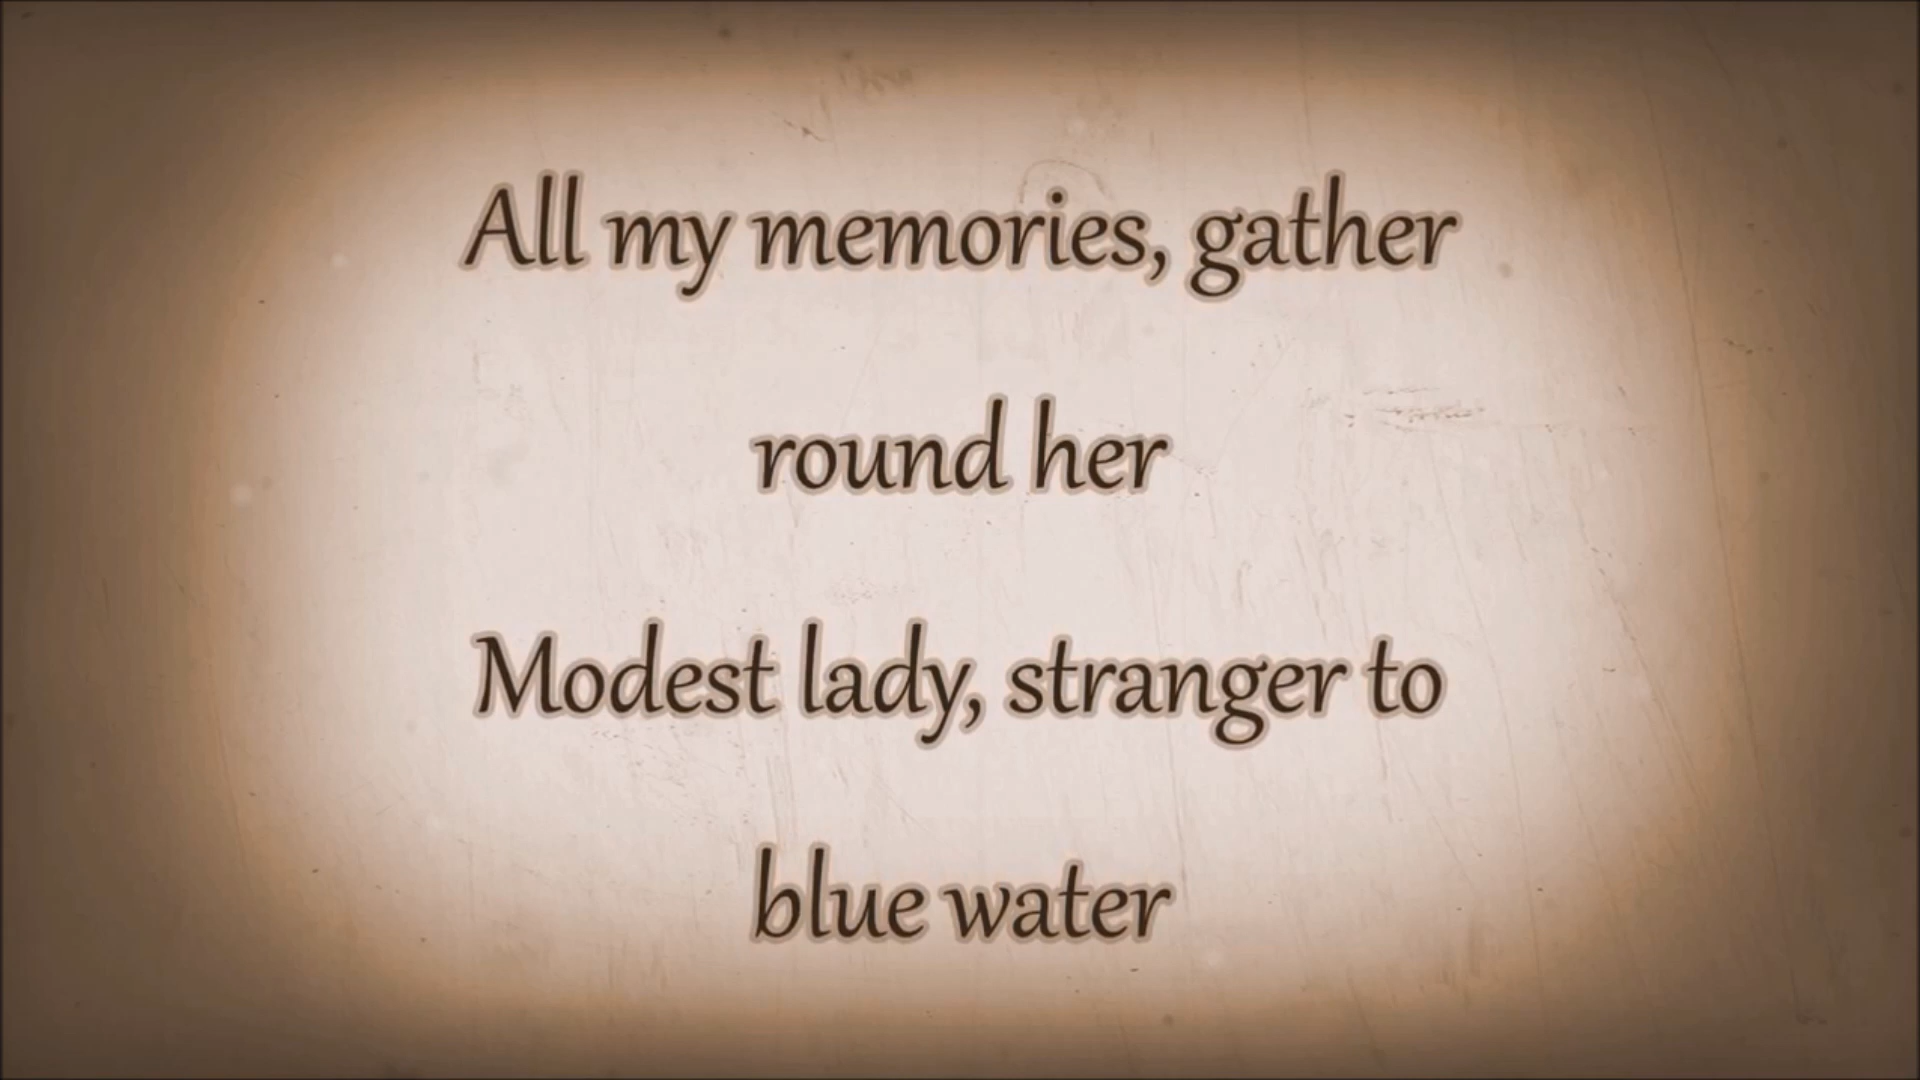 All my memories, gather
round her
Modest lady, stranger to
blue water